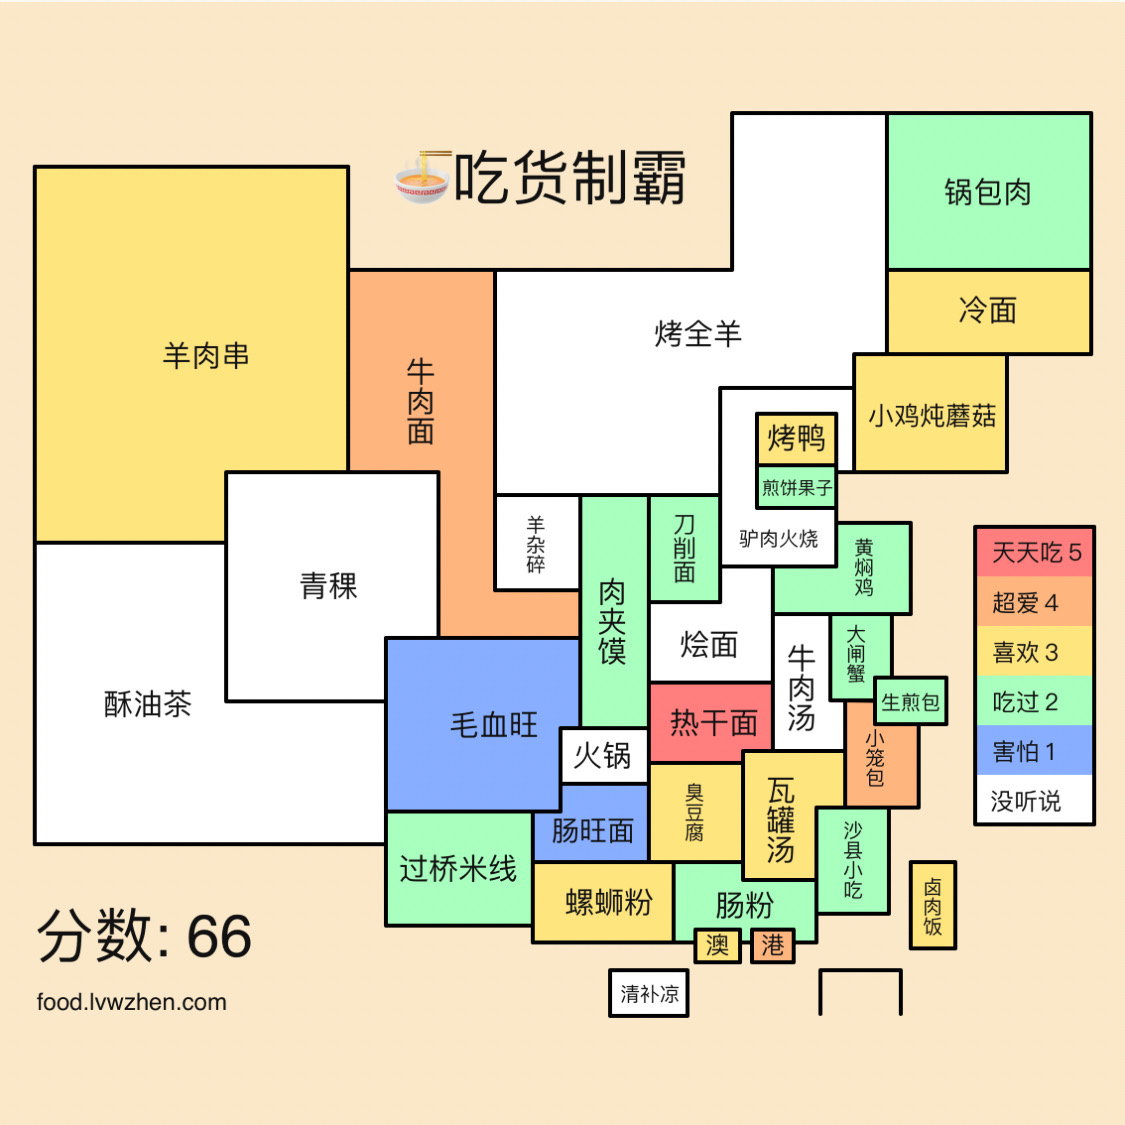 吃货制霸
锅包肉
冷面
羊肉串
烤全羊
牛肉面
小鸡炖蘑菇
烤鸭
煎饼果子
驴肉火烧
羊杂碎
刀削面
黄焖鸡
天天吃 5
超爱 4
喜欢 3
吃过 2
害怕 1
没听说
青稞
肉夹馍
烩面
牛肉汤
大闸蟹
生煎包
酥油茶
毛血旺
热干面
小笼包
火锅
臭豆腐
瓦罐汤
肠旺面
沙县小吃
过桥米线
螺蛳粉
肠粉
卤肉饭
澳
港
清补凉
分数: 66
food.lvwzhen.com